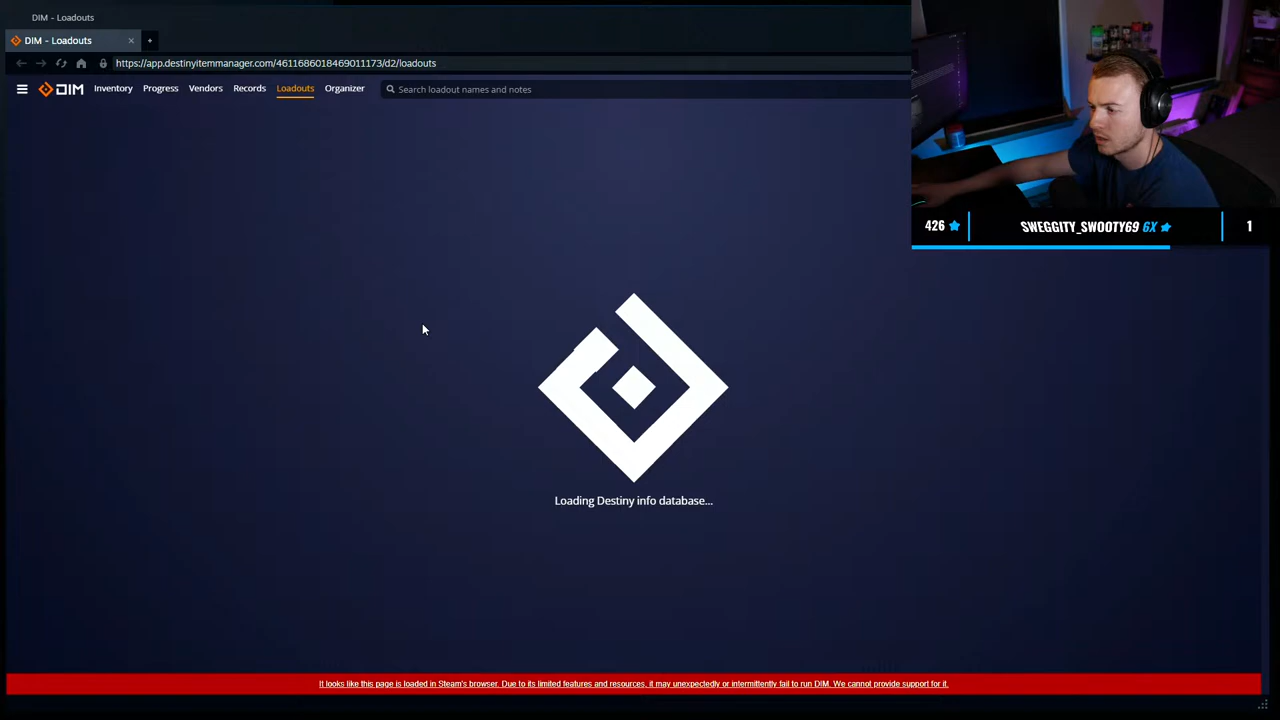 DIM - Loadouts
DIM - Loadouts
https://app.destinyitemmanager.com/4611686018469011173/d2/loadouts
DIM Inventory Progress Vendors Records Loadouts Organizer Search loadout names and notes
426 SWEGGITY_SWOOTY69 6X 1
Loading Destiny info database...
It looks like this page is loaded in Steam's browser. Due to its limited features and resources, it may unexpectedly or intermittently fail to run DIM. We cannot provide support for it.